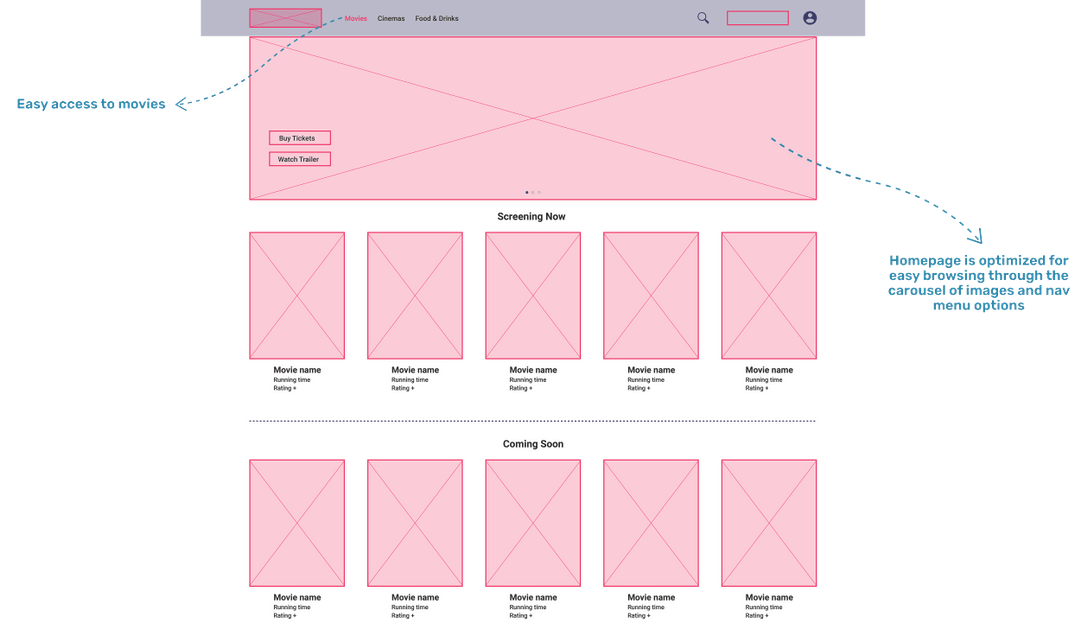 Movies Cinemas Food & Drinks
Easy access to movies
Buy Tickets
Watch Trailer
Screening Now
Homepage is optimized for
easy browsing through the
carousel of images and nav
menu options
Movie name Movie name Movie name Movie name Movie name
Running time Running time Running time Running time Running time
Rating + Rating + Rating + Rating + Rating +
Coming Soon
Movie name Movie name Movie name Movie name Movie name
Running time Running time Running time Running time Running time
Rating + Rating + Rating + Rating + Rating +